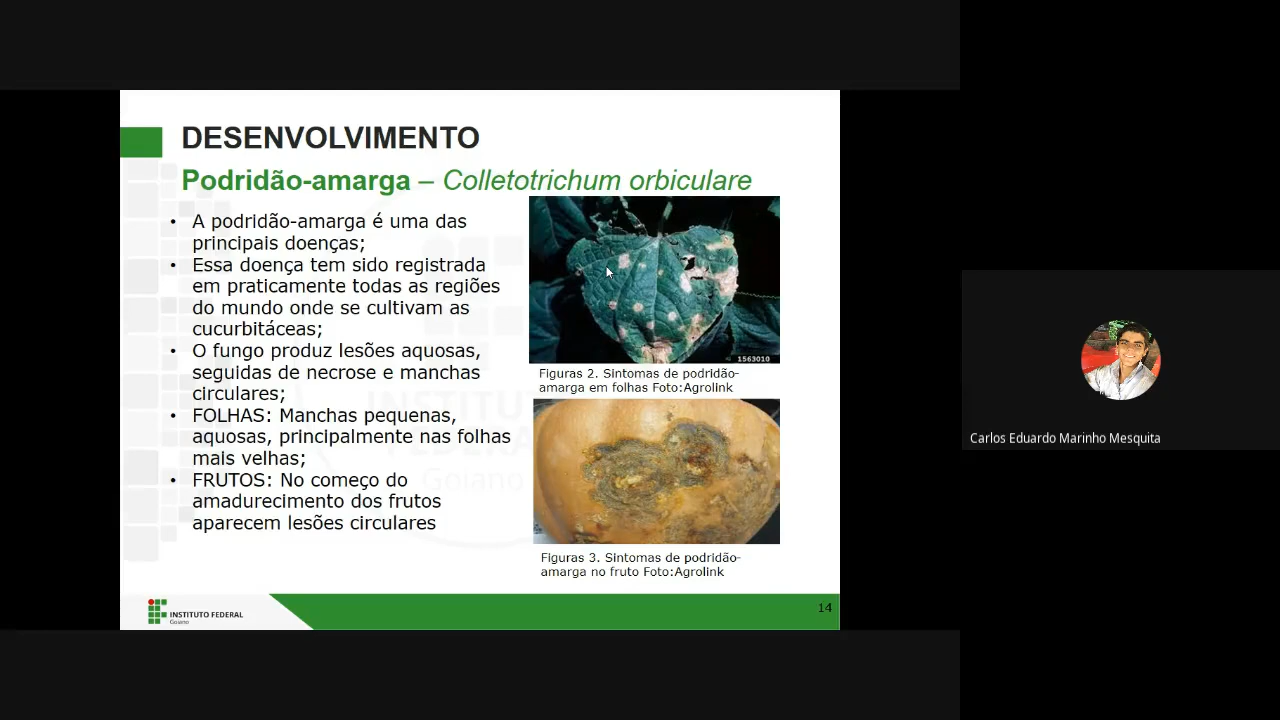 DESENVOLVIMENTO
Podridão-amarga – Colletotrichum orbiculare
• A podridão-amarga é uma das
principais doenças;
• Essa doença tem sido registrada
em praticamente todas as regiões
do mundo onde se cultivam as
cucurbitáceas;
• O fungo produz lesões aquosas,
seguidas de necrose e manchas
circulares;
• FOLHAS: Manchas pequenas,
aquosas, principalmente nas folhas
mais velhas;
• FRUTOS: No começo do
amadurecimento dos frutos
aparecem lesões circulares
1563010
Figuras 2. Sintomas de podridão-
amarga em folhas Foto:Agrolink
Figuras 3. Sintomas de podridão-
amarga no fruto Foto:Agrolink
INSTITUTO
FEDERAL
Goiano
INSTITUTO FEDERAL
Goiano
14
Carlos Eduardo Marinho Mesquita